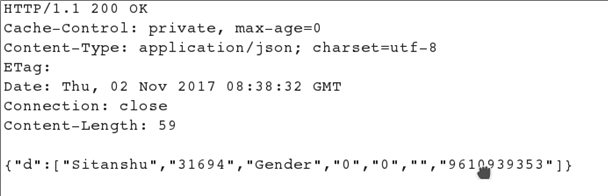 HTTP/1.1 200 OK
Cache-Control: private, max-age=0
Content-Type: application/json; charset=utf-8
ETag:
Date: Thu, 02 Nov 2017 08:38:32 GMT
Connection: close
Content-Length: 59

{"d":["Sitanshu","31694","Gender","0","0","","9610939353"]}